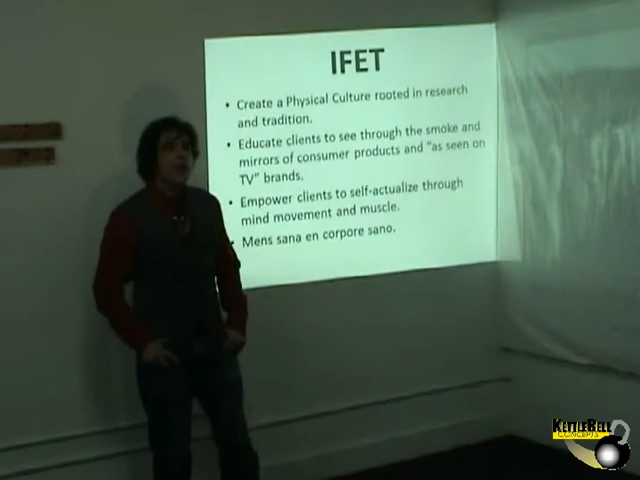 IFET
• Create a Physical Culture rooted in research
and tradition.
• Educate clients to see through the smoke and
mirrors of consumer products and "as seen on
TV" brands.
• Empower clients to self-actualize through
mind movement and muscle.
• Mens sana en corpore sano.
KETTLEBELL
CONCEPTS